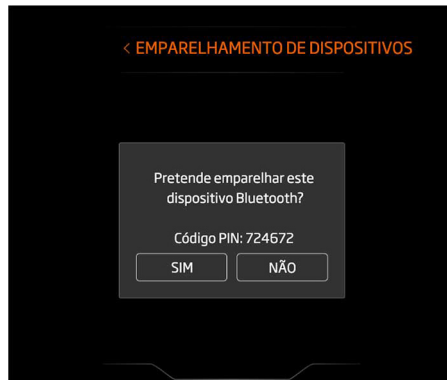 < EMPARELHAMENTO DE DISPOSITIVOS
Pretende emparelhar este
dispositivo Bluetooth?
Código PIN: 724672
SIM NÃO